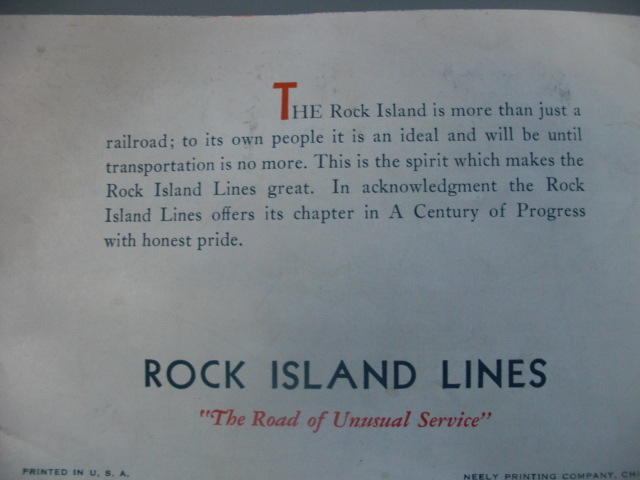 THE Rock Island is more than just a
railroad; to its own people it is an ideal and will be until
transportation is no more. This is the spirit which makes the
Rock Island Lines great. In acknowledgment the Rock
Island Lines offers its chapter in A Century of Progress
with honest pride.
ROCK ISLAND LINES
"The Road of Unusual Service"
PRINTED IN U. S. A.
NEELY PRINTING COMPANY,